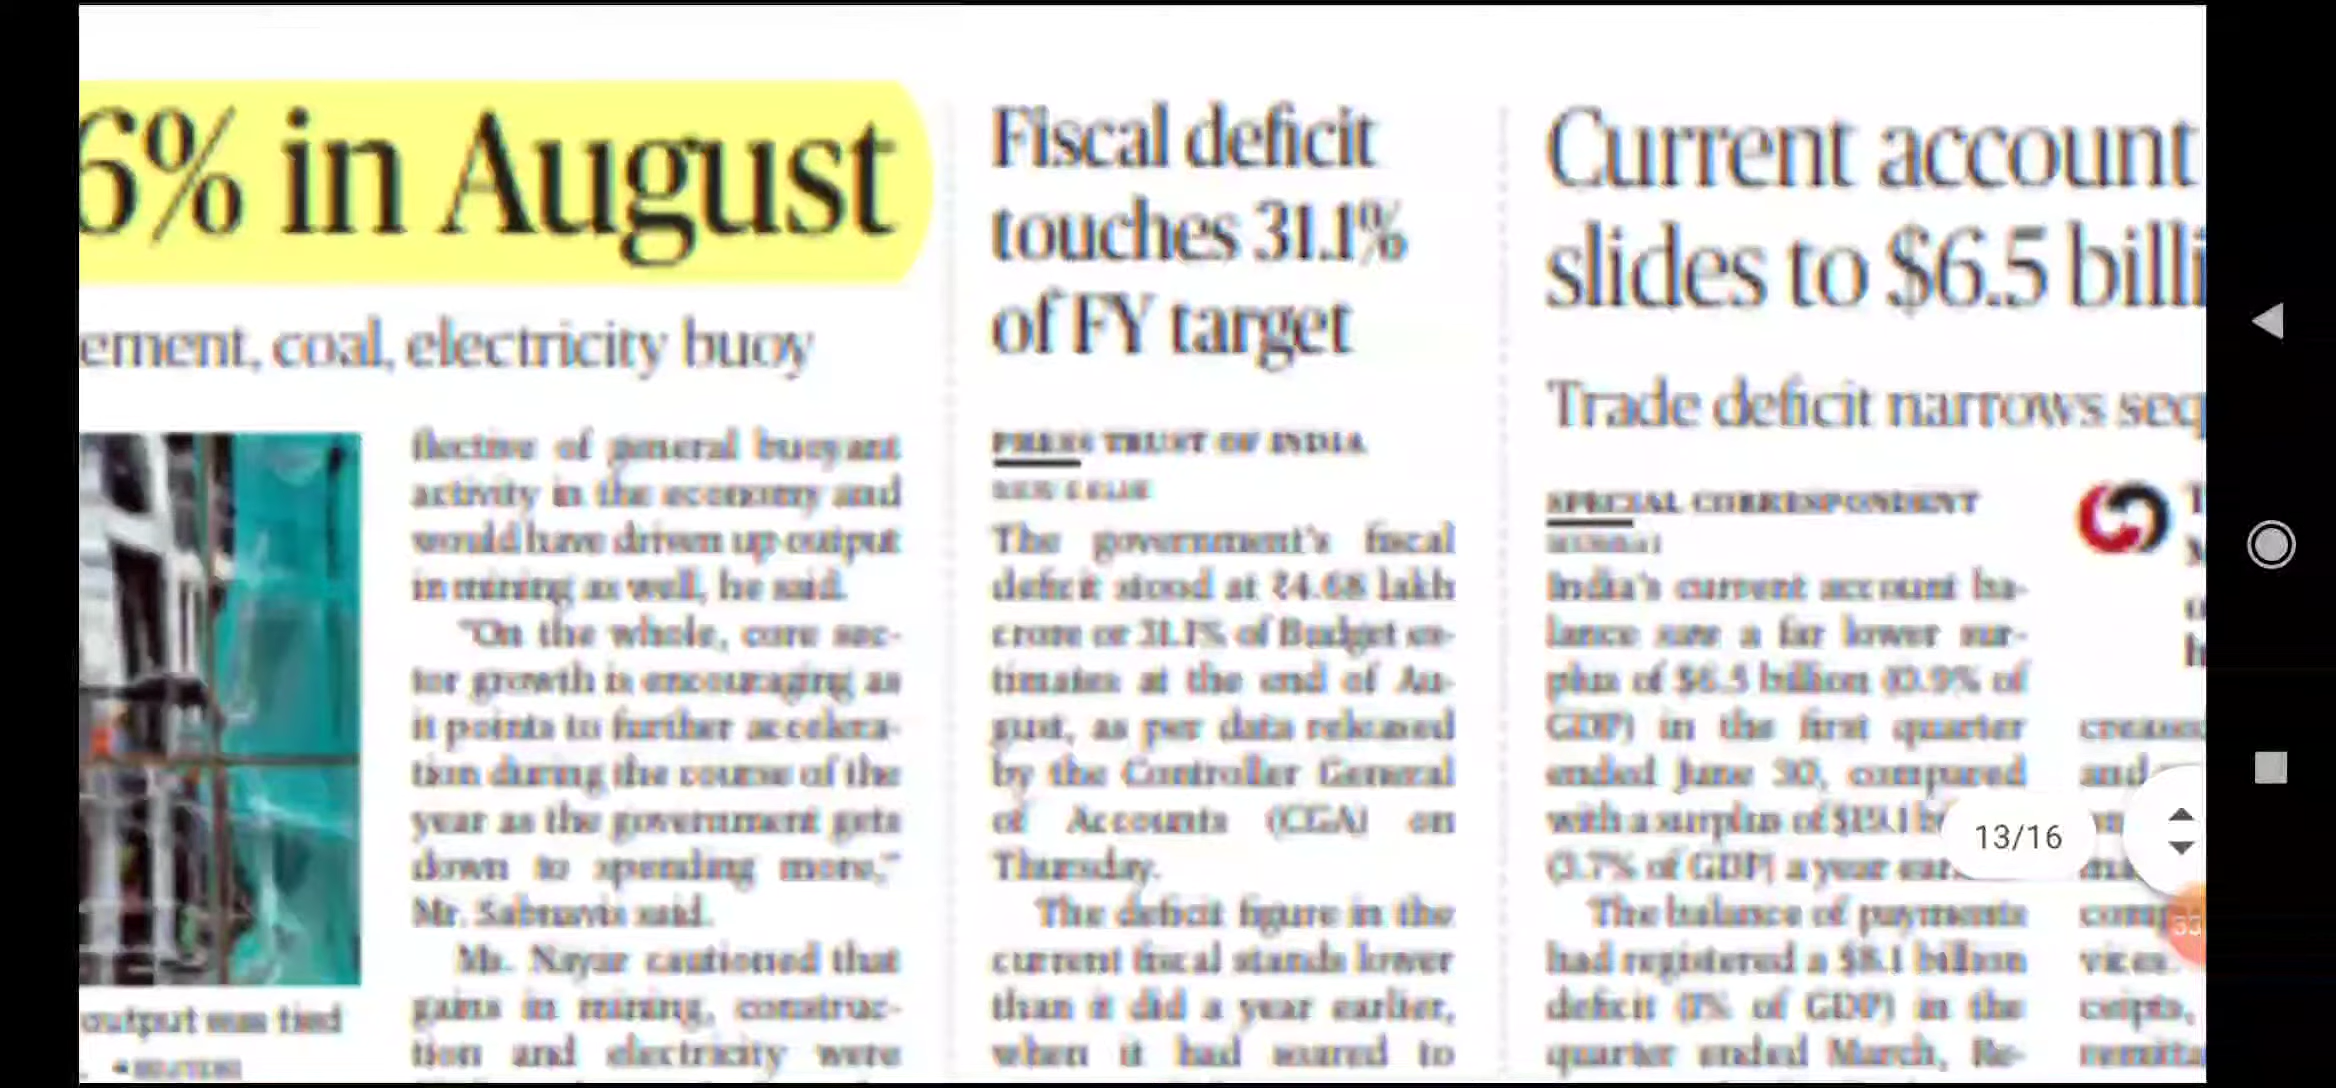 6% in August
ement, coal, electricity buoy
output was tied
flective of general buoyant
activity in the economy and
would have driven up output
in mining as well, he said.
"On the whole, core sec-
tor growth is encouraging as
it points to further accelera-
tion during the course of the
year as the government gets
down to spending more,"
Mr. Sabnavis said.
Ms. Nayar cautioned that
gains in mining, construc-
tion and electricity were
Fiscal deficit
touches 31.1%
of FY target
PRESS TRUST OF INDIA
NEW DELHI
The government's fiscal
deficit stood at ₹4.68 lakh
crore or 31.1% of Budget es-
timates at the end of Au-
gust, as per data released
by the Controller General
of Accounts (CGA) on
Thursday.
The deficit figure in the
current fiscal stands lower
than it did a year earlier,
when it had soared to
Current account
slides to $6.5 billi
Trade deficit narrows seq
SPECIAL CORRESPONDENT
MUMBAI
India's current account ba-
lance saw a far lower sur-
plus of $6.5 billion (0.9% of
GDP) in the first quarter
ended June 30, compared
with a surplus of $19.1 b
(3.7% of GDP) a year ear
The balance of payments
had registered a $8.1 billion
deficit (1% of GDP) in the
quarter ended March, Re-
and
vices.
ceipts,
remitta
13/16